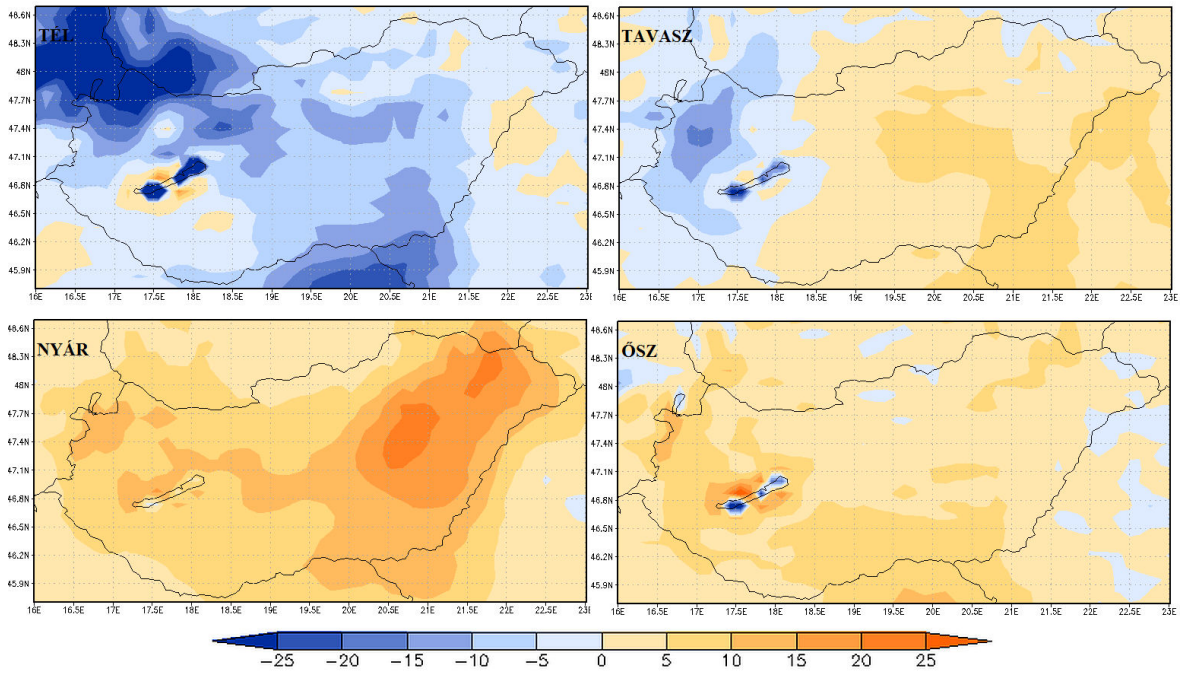 48.6N
TÉL
48.3N
48N
47.7N
47.4N
47.1N
46.8N
46.5N
46.2N
45.9N
16E 16.5E 17E 17.5E 18E 18.5E 19E 19.5E 20E 20.5E 21E 21.5E 22E 22.5E 23E
48.6N
TAVASZ
48.3N
48N
47.7N
47.4N
47.1N
46.8N
46.5N
46.2N
45.9N
16E 16.5E 17E 17.5E 18E 18.5E 19E 19.5E 20E 20.5E 21E 21.5E 22E 22.5E 23E
48.6N
NYÁR
48.3N
48N
47.7N
47.4N
47.1N
46.8N
46.5N
46.2N
45.9N
16E 16.5E 17E 17.5E 18E 18.5E 19E 19.5E 20E 20.5E 21E 21.5E 22E 22.5E 23E
48.6N
ŐSZ
48.3N
48N
47.7N
47.4N
47.1N
46.8N
46.5N
46.2N
45.9N
16E 16.5E 17E 17.5E 18E 18.5E 19E 19.5E 20E 20.5E 21E 21.5E 22E 22.5E 23E
−25 −20 −15 −10 −5 0 5 10 15 20 25